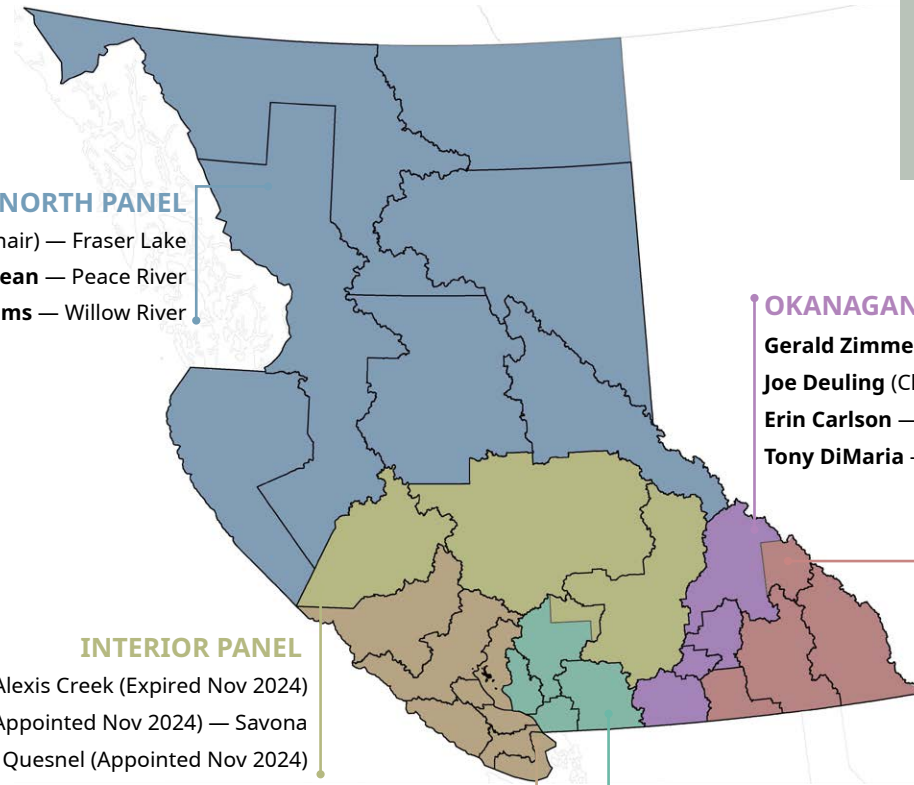 NORTH PANEL
hair) — Fraser Lake
ean — Peace River
ms — Willow River
OKANAGAN
Gerald Zimme
Joe Deuling (Cl
Erin Carlson —
Tony DiMaria -
INTERIOR PANEL
Alexis Creek (Expired Nov 2024)
Appointed Nov 2024) — Savona
Quesnel (Appointed Nov 2024)